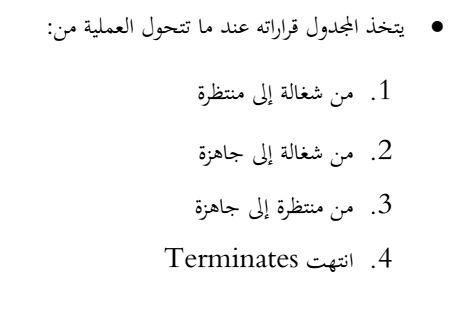 • يتخذ المجدول قراراته عند ما تتحول العملية من:
1. من شغالة إلى منتظرة
2. من شغالة إلى جاهزة
3. من منتظرة إلى جاهزة
4. انتهت Terminates